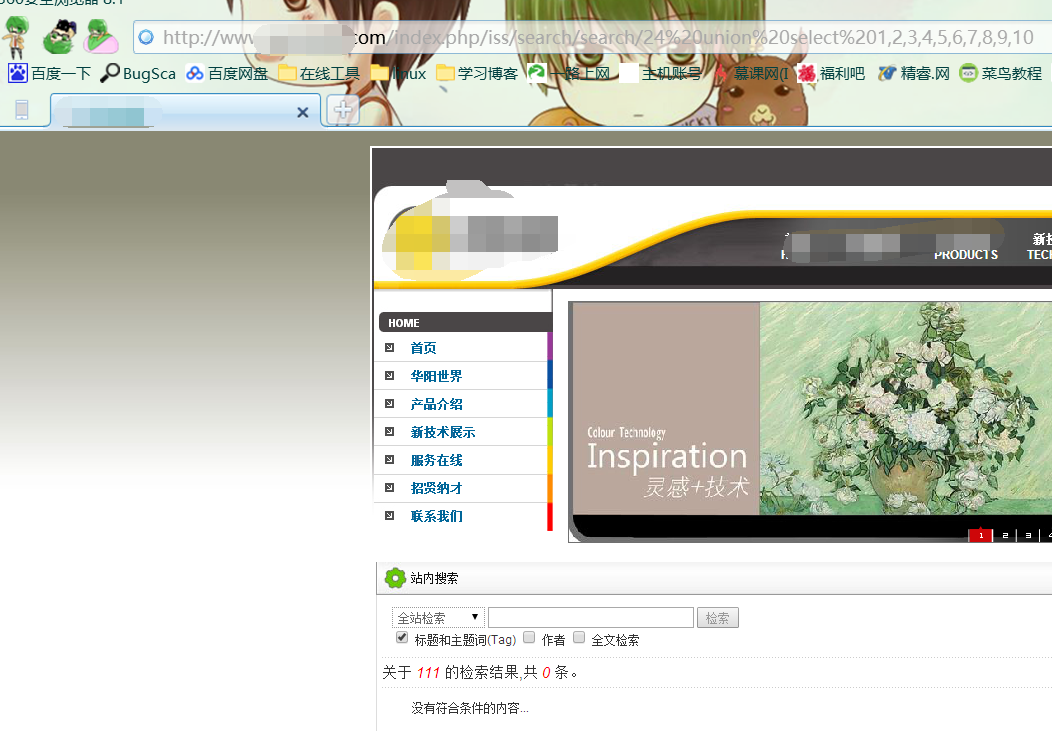 360安全浏览器 8.1
http://www .com/index.php/iss/search/search/24%20union%20select%201,2,3,4,5,6,7,8,9,10
百度一下 BugSca 百度网盘 在线工具 linux 学习博客 一路上网 主机账号 慕课网(I 福利吧 精睿.网 菜鸟教程
新技
PRODUCTS TECH
HOME
首页
华阳世界
产品介绍
新技术展示
服务在线
招贤纳才
联系我们
Colour Technology
Inspiration
灵感+技术
1 2 3 4
站内搜索
全站检索 检索
标题和主题词(Tag) 作者 全文检索
关于 111 的检索结果,共 0 条。
没有符合条件的内容...